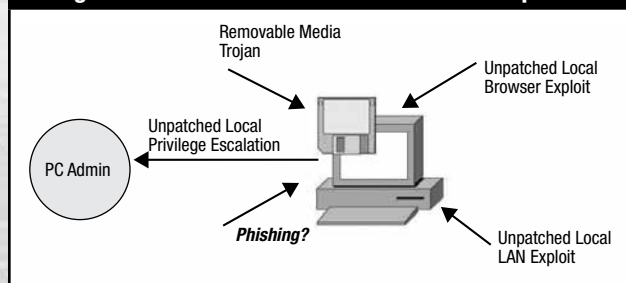 Removable Media
Trojan
Unpatched Local
Browser Exploit
Unpatched Local
Privilege Escalation
PC Admin
Phishing?
Unpatched Local
LAN Exploit